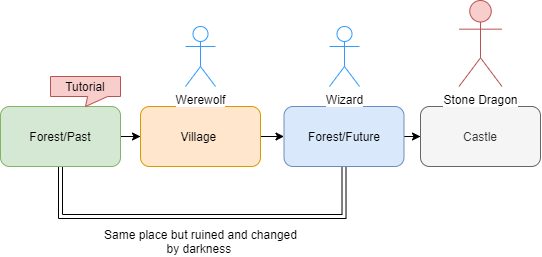 Tutorial
Werewolf
Wizard
Stone Dragon
Forest/Past
Village
Forest/Future
Castle
Same place but ruined and changed
by darkness